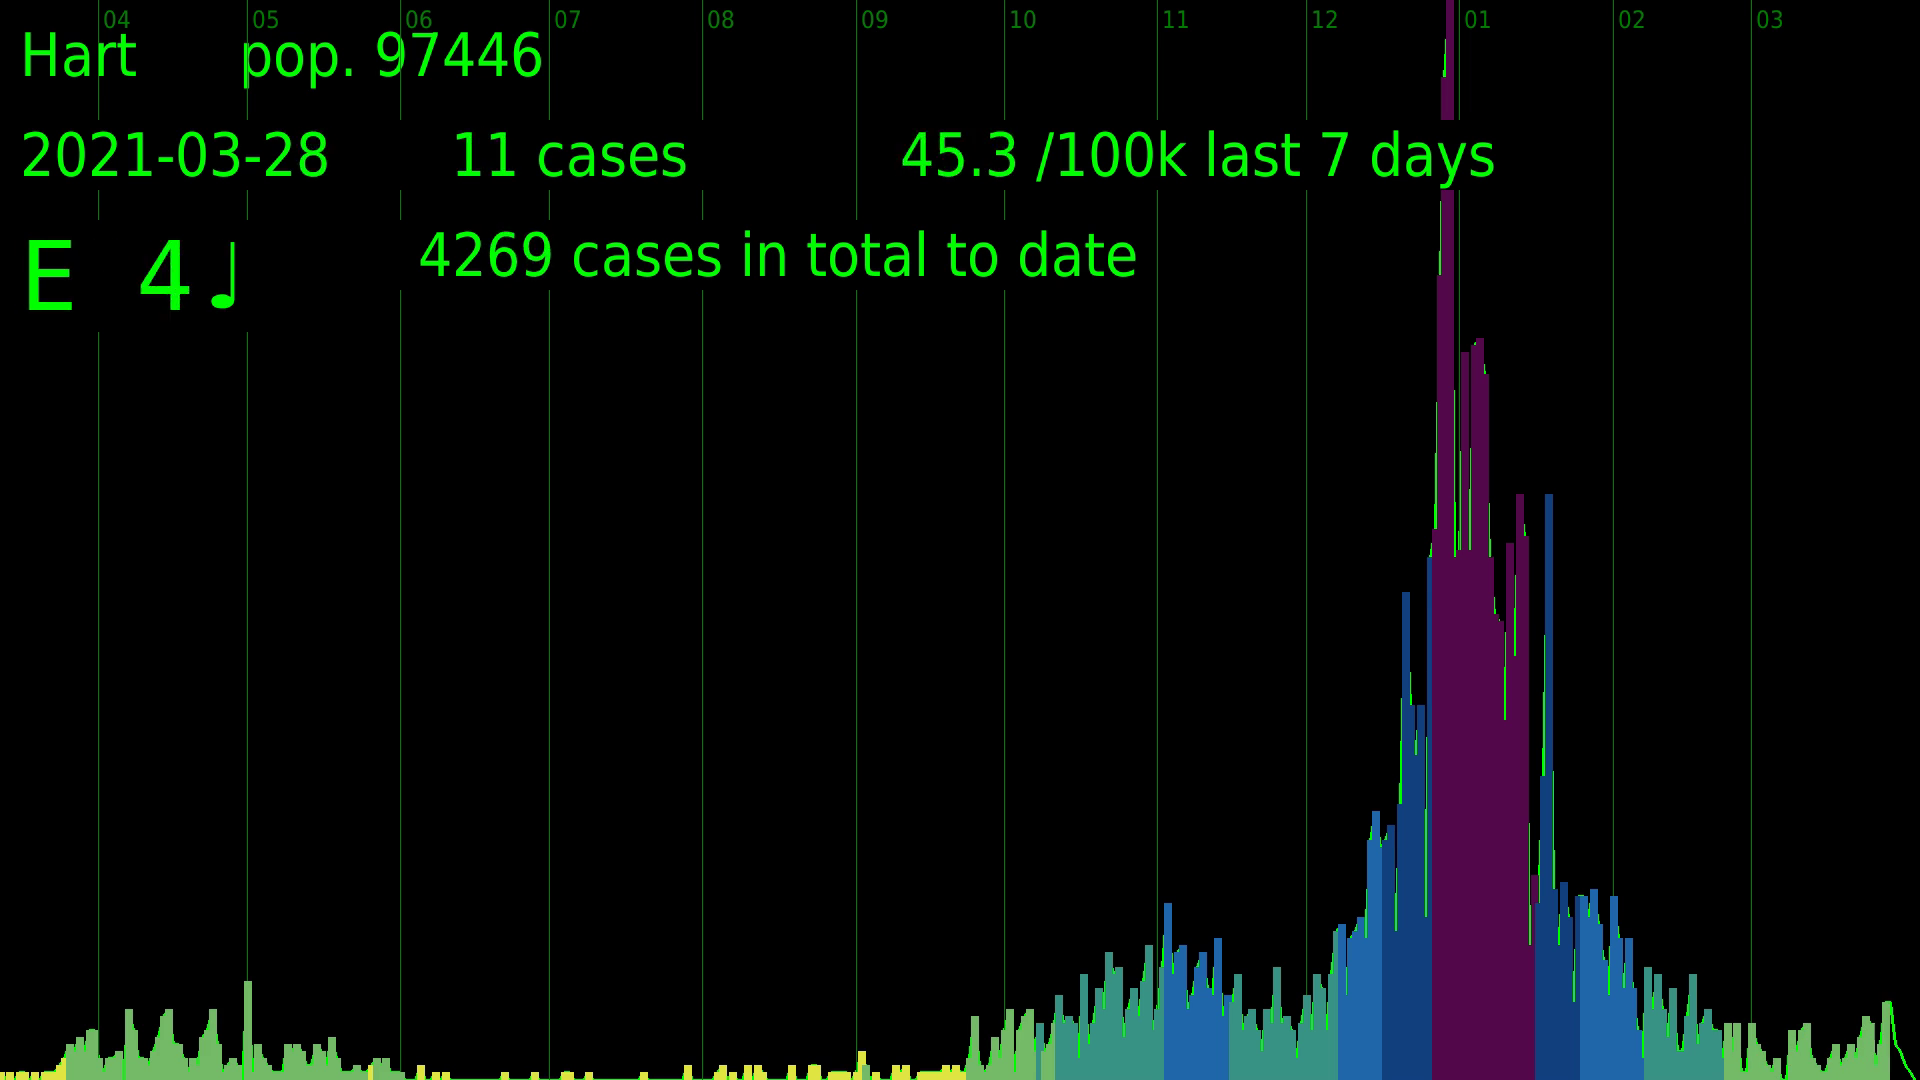 04 05 06 07 08 09 10 11 12 01 02 03
Hart pop. 97446
2021-03-28 11 cases 45.3 /100k last 7 days
E 4♩ 4269 cases in total to date